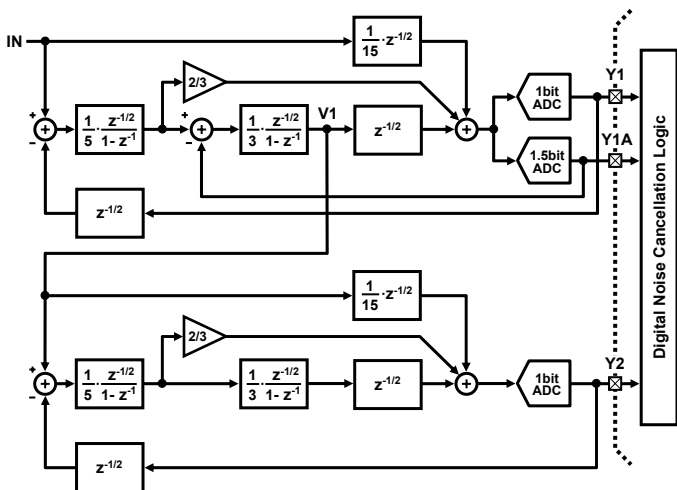 IN
1
15 · z-1/2
2/3
1bit
ADC
Y1
+
−
+
1 · z-1/2
5 1- z-1
+
−
1 · z-1/2
3 1- z-1
V1
z-1/2
+
1.5bit
ADC
Y1A
z-1/2
1
15 · z-1/2
2/3
+
−
+
1 · z-1/2
5 1- z-1
1 · z-1/2
3 1- z-1
z-1/2
+
1bit
ADC
Y2
z-1/2
Digital Noise Cancellation Logic